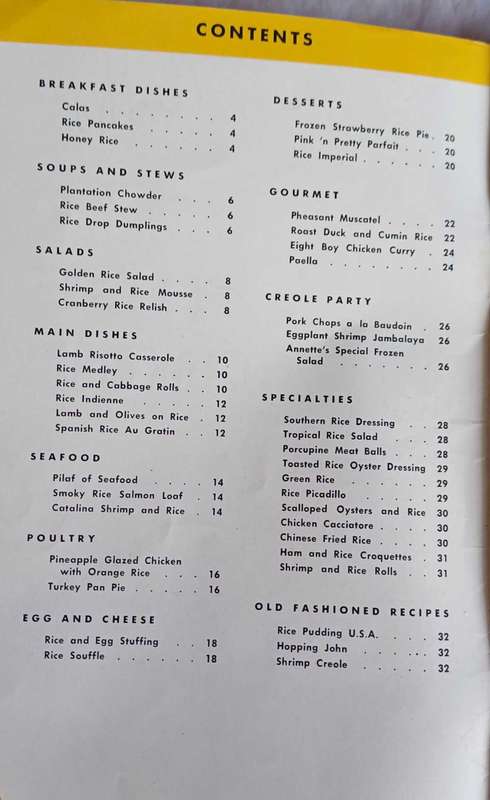 CONTENTS
BREAKFAST DISHES
Calas . . . . . . . . 4
Rice Pancakes . . . . . 4
Honey Rice . . . . . . 4
SOUPS AND STEWS
Plantation Chowder . . . 6
Rice Beef Stew . . . . . 6
Rice Drop Dumplings . . . 6
SALADS
Golden Rice Salad . . . . 8
Shrimp and Rice Mousse . 8
Cranberry Rice Relish . . . 8
MAIN DISHES
Lamb Risotto Casserole . . 10
Rice Medley . . . . . . 10
Rice and Cabbage Rolls . . 10
Rice Indienne . . . . . 12
Lamb and Olives on Rice . 12
Spanish Rice Au Gratin . . 12
SEAFOOD
Pilaf of Seafood . . . . 14
Smoky Rice Salmon Loaf . 14
Catalina Shrimp and Rice . 14
POULTRY
Pineapple Glazed Chicken
with Orange Rice . . . 16
Turkey Pan Pie . . . . . 16
EGG AND CHEESE
Rice and Egg Stuffing . . 18
Rice Souffle . . . . . . 18
DESSERTS
Frozen Strawberry Rice Pie . 20
Pink 'n Pretty Parfait . . . 20
Rice Imperial . . . . . . 20
GOURMET
Pheasant Muscatel . . . . 22
Roast Duck and Cumin Rice 22
Eight Boy Chicken Curry . 24
Paella . . . . . . . . 24
CREOLE PARTY
Pork Chops a la Baudoin . 26
Eggplant Shrimp Jambalaya 26
Annette's Special Frozen
Salad . . . . . . . 26
SPECIALTIES
Southern Rice Dressing . . 28
Tropical Rice Salad . . . 28
Porcupine Meat Balls . . . 28
Toasted Rice Oyster Dressing 29
Green Rice . . . . . . 29
Rice Picadillo . . . . . 29
Scalloped Oysters and Rice 30
Chicken Cacciatore . . . . 30
Chinese Fried Rice . . . . 30
Ham and Rice Croquettes . 31
Shrimp and Rice Rolls . . 31
OLD FASHIONED RECIPES
Rice Pudding U.S.A. . . . 32
Hopping John . . . . . . 32
Shrimp Creole . . . . . 32